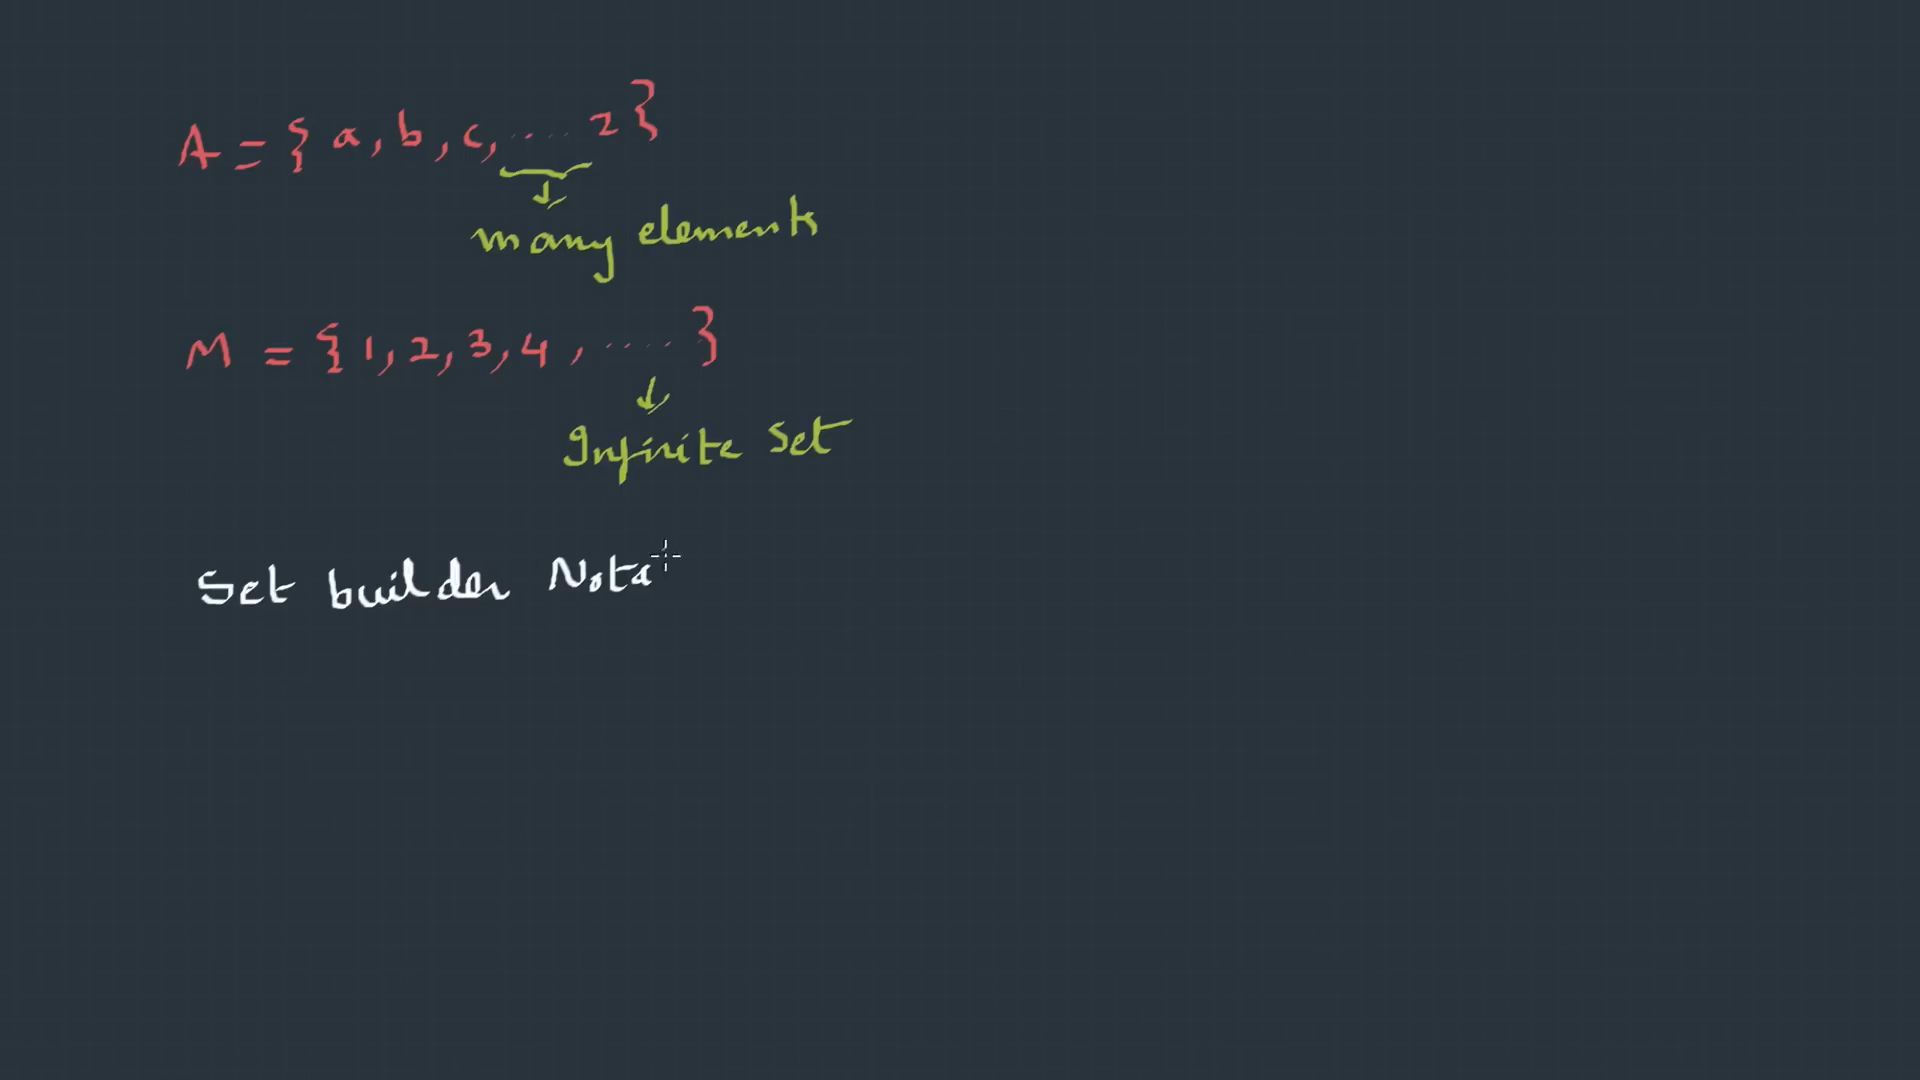 A = { a, b, c, .... z }
many elements
M = { 1, 2, 3, 4, .... }
Infinite Set
Set builder Nota